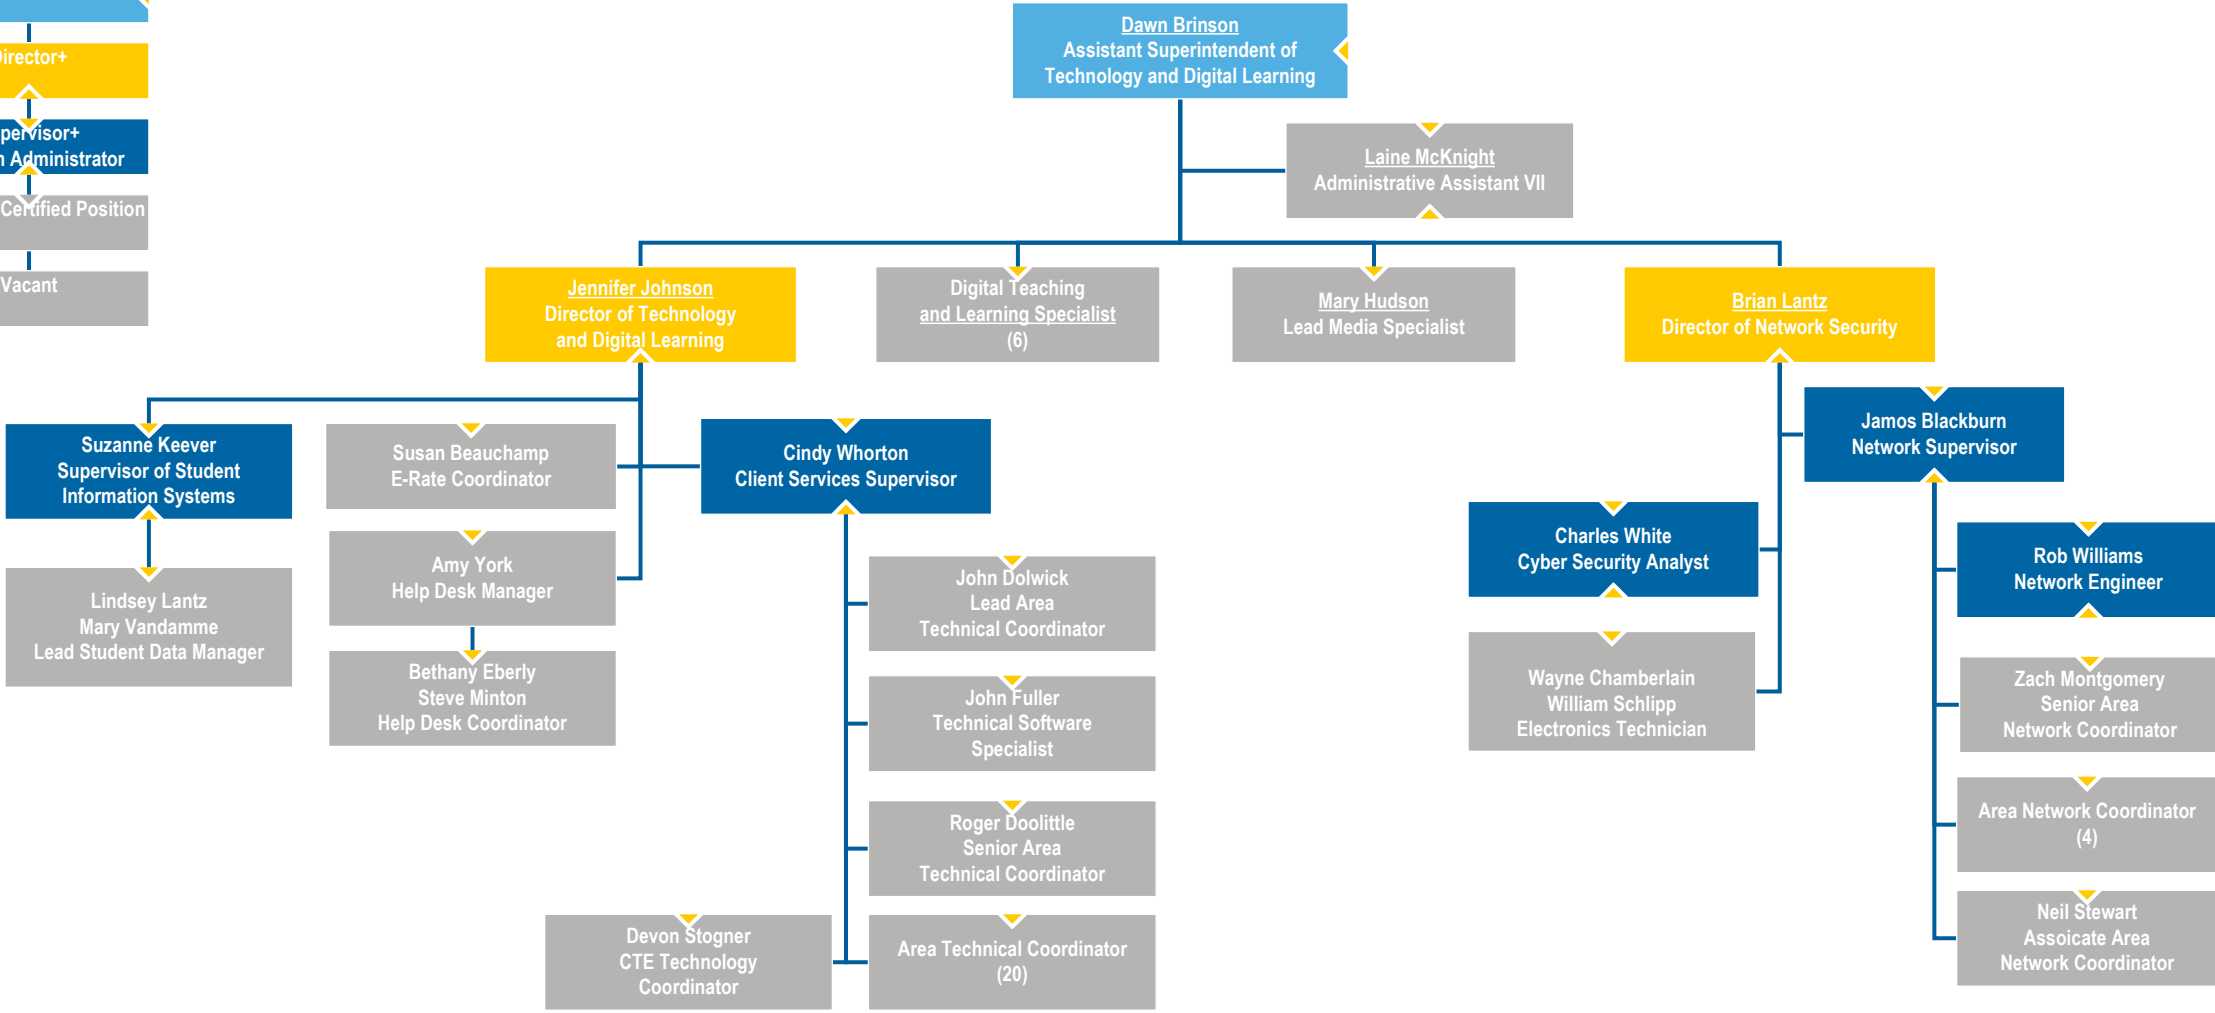 Director+
pervisor+
n Administrator
Certified Position
Vacant
Dawn Brinson
Assistant Superintendent of
Technology and Digital Learning
Laine McKnight
Administrative Assistant VII
Jennifer Johnson
Director of Technology
and Digital Learning
Digital Teaching
and Learning Specialist
(6)
Mary Hudson
Lead Media Specialist
Brian Lantz
Director of Network Security
Suzanne Keever
Supervisor of Student
Information Systems
Lindsey Lantz
Mary Vandamme
Lead Student Data Manager
Susan Beauchamp
E-Rate Coordinator
Amy York
Help Desk Manager
Bethany Eberly
Steve Minton
Help Desk Coordinator
Cindy Whorton
Client Services Supervisor
John Dolwick
Lead Area
Technical Coordinator
John Fuller
Technical Software
Specialist
Roger Doolittle
Senior Area
Technical Coordinator
Devon Stogner
CTE Technology
Coordinator
Area Technical Coordinator
(20)
Jamos Blackburn
Network Supervisor
Charles White
Cyber Security Analyst
Wayne Chamberlain
William Schlipp
Electronics Technician
Rob Williams
Network Engineer
Zach Montgomery
Senior Area
Network Coordinator
Area Network Coordinator
(4)
Neil Stewart
Assoicate Area
Network Coordinator